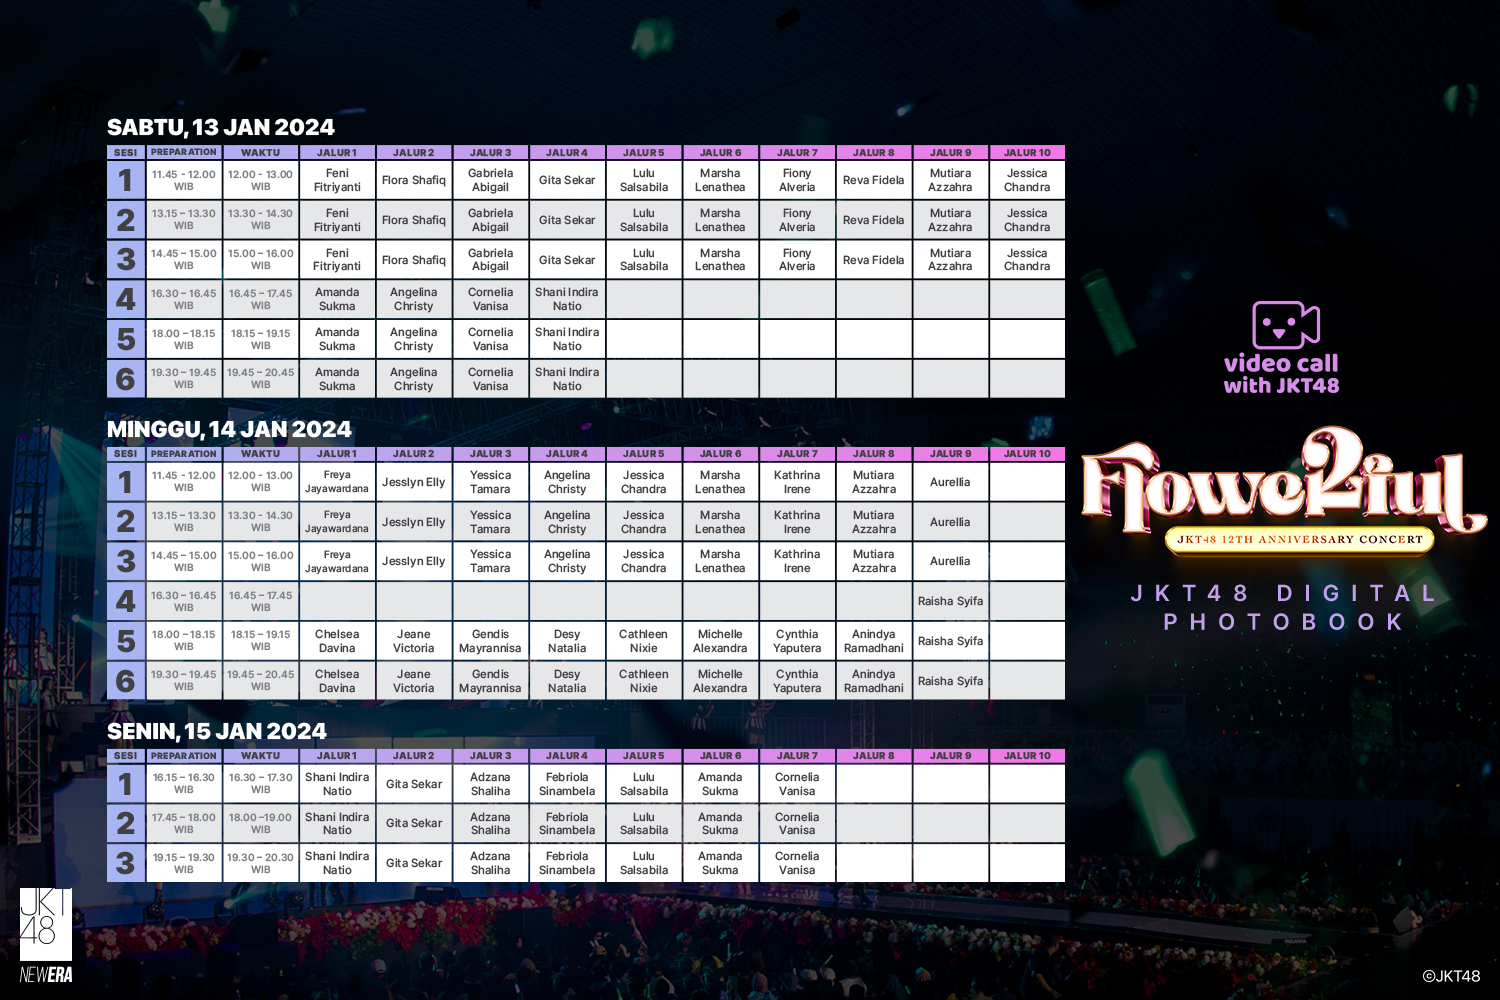 SABTU, 13 JAN 2024
SESI PREPARATION WAKTU JALUR 1 JALUR 2 JALUR 3 JALUR 4 JALUR 5 JALUR 6 JALUR 7 JALUR 8 JALUR 9 JALUR 10
1 11.45 - 12.00 WIB 12.00 - 13.00 WIB Feni Fitriyanti Flora Shafiq Gabriela Abigail Gita Sekar Lulu Salsabila Marsha Lenathea Fiony Alveria Reva Fidela Mutiara Azzahra Jessica Chandra
2 13.15 – 13.30 WIB 13.30 - 14.30 WIB Feni Fitriyanti Flora Shafiq Gabriela Abigail Gita Sekar Lulu Salsabila Marsha Lenathea Fiony Alveria Reva Fidela Mutiara Azzahra Jessica Chandra
3 14.45 – 15.00 WIB 15.00 – 16.00 WIB Feni Fitriyanti Flora Shafiq Gabriela Abigail Gita Sekar Lulu Salsabila Marsha Lenathea Fiony Alveria Reva Fidela Mutiara Azzahra Jessica Chandra
4 16.30 – 16.45 WIB 16.45 – 17.45 WIB Amanda Sukma Angelina Christy Cornelia Vanisa Shani Indira Natio
5 18.00 – 18.15 WIB 18.15 – 19.15 WIB Amanda Sukma Angelina Christy Cornelia Vanisa Shani Indira Natio
6 19.30 – 19.45 WIB 19.45 – 20.45 WIB Amanda Sukma Angelina Christy Cornelia Vanisa Shani Indira Natio
MINGGU, 14 JAN 2024
SESI PREPARATION WAKTU JALUR 1 JALUR 2 JALUR 3 JALUR 4 JALUR 5 JALUR 6 JALUR 7 JALUR 8 JALUR 9 JALUR 10
1 11.45 - 12.00 WIB 12.00 - 13.00 WIB Freya Jayawardana Jesslyn Elly Yessica Tamara Angelina Christy Jessica Chandra Marsha Lenathea Kathrina Irene Mutiara Azzahra Aurellia
2 13.15 – 13.30 WIB 13.30 - 14.30 WIB Freya Jayawardana Jesslyn Elly Yessica Tamara Angelina Christy Jessica Chandra Marsha Lenathea Kathrina Irene Mutiara Azzahra Aurellia
3 14.45 – 15.00 WIB 15.00 – 16.00 WIB Freya Jayawardana Jesslyn Elly Yessica Tamara Angelina Christy Jessica Chandra Marsha Lenathea Kathrina Irene Mutiara Azzahra Aurellia
4 16.30 – 16.45 WIB 16.45 – 17.45 WIB Raisha Syifa
5 18.00 – 18.15 WIB 18.15 – 19.15 WIB Chelsea Davina Jeane Victoria Gendis Mayrannisa Desy Natalia Cathleen Nixie Michelle Alexandra Cynthia Yaputera Anindya Ramadhani Raisha Syifa
6 19.30 – 19.45 WIB 19.45 – 20.45 WIB Chelsea Davina Jeane Victoria Gendis Mayrannisa Desy Natalia Cathleen Nixie Michelle Alexandra Cynthia Yaputera Anindya Ramadhani Raisha Syifa
SENIN, 15 JAN 2024
SESI PREPARATION WAKTU JALUR 1 JALUR 2 JALUR 3 JALUR 4 JALUR 5 JALUR 6 JALUR 7 JALUR 8 JALUR 9 JALUR 10
1 16.15 – 16.30 WIB 16.30 – 17.30 WIB Shani Indira Natio Gita Sekar Adzana Shaliha Febriola Sinambela Lulu Salsabila Amanda Sukma Cornelia Vanisa
2 17.45 – 18.00 WIB 18.00 –19.00 WIB Shani Indira Natio Gita Sekar Adzana Shaliha Febriola Sinambela Lulu Salsabila Amanda Sukma Cornelia Vanisa
3 19.15 – 19.30 WIB 19.30 – 20.30 WIB Shani Indira Natio Gita Sekar Adzana Shaliha Febriola Sinambela Lulu Salsabila Amanda Sukma Cornelia Vanisa
video call
with JKT48
Flowe12ful
JKT48 12TH ANNIVERSARY CONCERT
JKT48 DIGITAL
PHOTOBOOK
JKT
48
NEW ERA
©JKT48